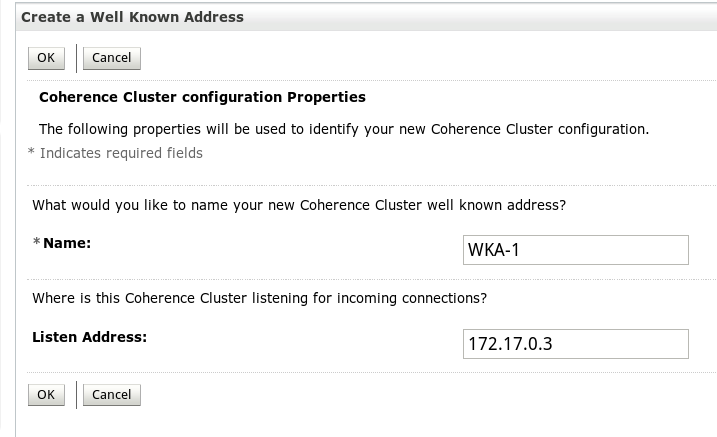 Create a Well Known Address
OK Cancel
Coherence Cluster configuration Properties
The following properties will be used to identify your new Coherence Cluster configuration.
* Indicates required fields
What would you like to name your new Coherence Cluster well known address?
* Name: WKA-1
Where is this Coherence Cluster listening for incoming connections?
Listen Address: 172.17.0.3
OK Cancel